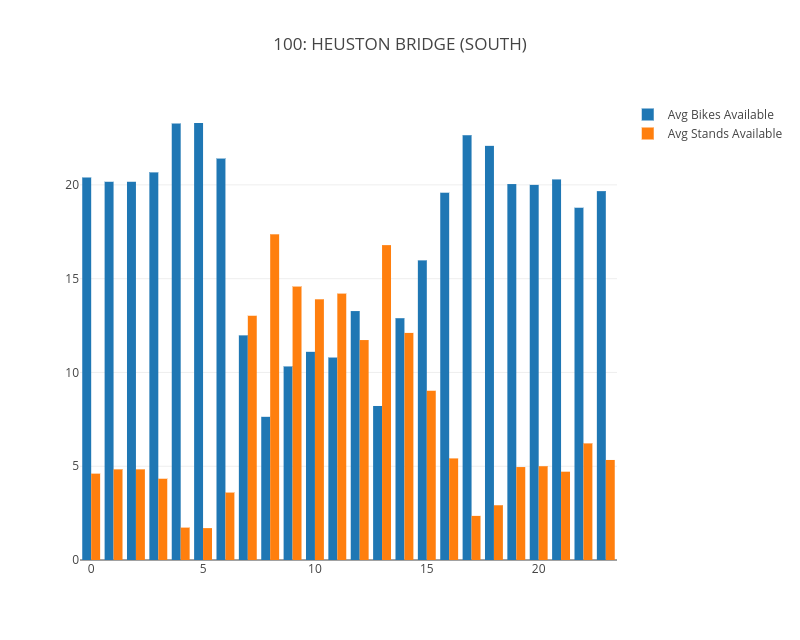 100: HEUSTON BRIDGE (SOUTH)
Avg Bikes Available
Avg Stands Available
20
15
10
5
0
0 5 10 15 20